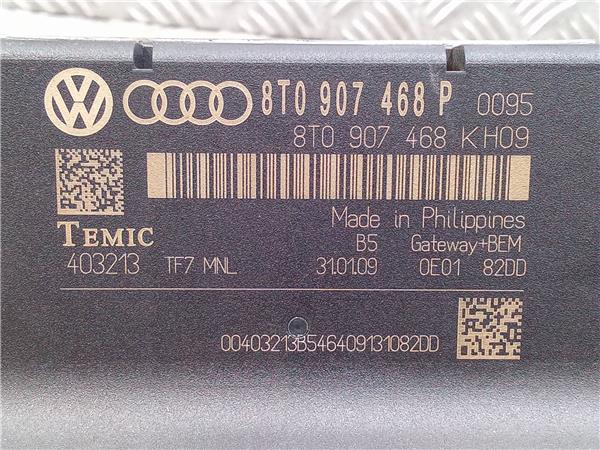 8T0 907 468 P 0095
8T0 907 468 K H09
Made in Philippines
TEMIC B5 Gateway+BEM
403213 TF7 MNL 31.01.09 0E01 82DD
00403213B546409131082DD